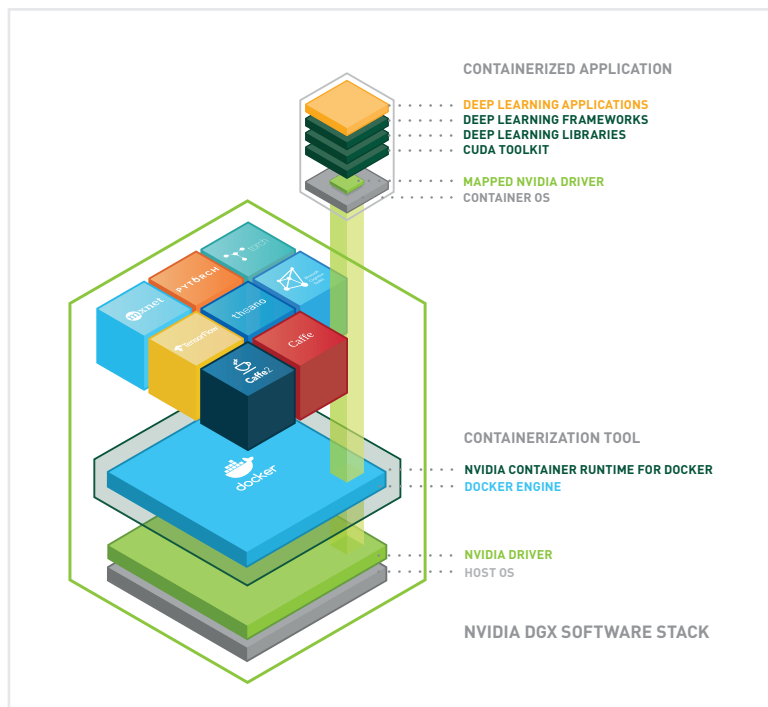 CONTAINERIZED APPLICATION
DEEP LEARNING APPLICATIONS
DEEP LEARNING FRAMEWORKS
DEEP LEARNING LIBRARIES
CUDA TOOLKIT
MAPPED NVIDIA DRIVER
CONTAINER OS
torch
PYTORCH
mxnet
theano
TensorFlow
Caffe
Caffe2
CONTAINERIZATION TOOL
NVIDIA CONTAINER RUNTIME FOR DOCKER
DOCKER ENGINE
docker
NVIDIA DRIVER
HOST OS
NVIDIA DGX SOFTWARE STACK